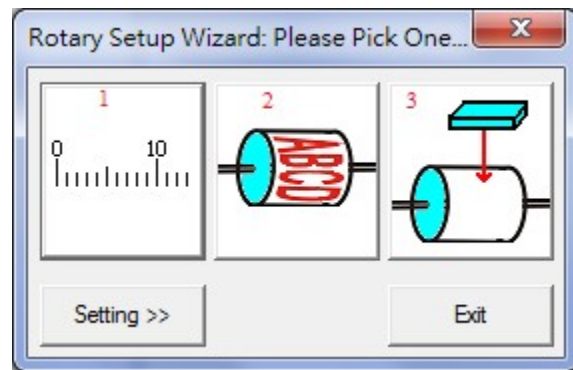 Rotary Setup Wizard: Please Pick One...
1
2
3
0 10
ABCD
Setting >>
Exit